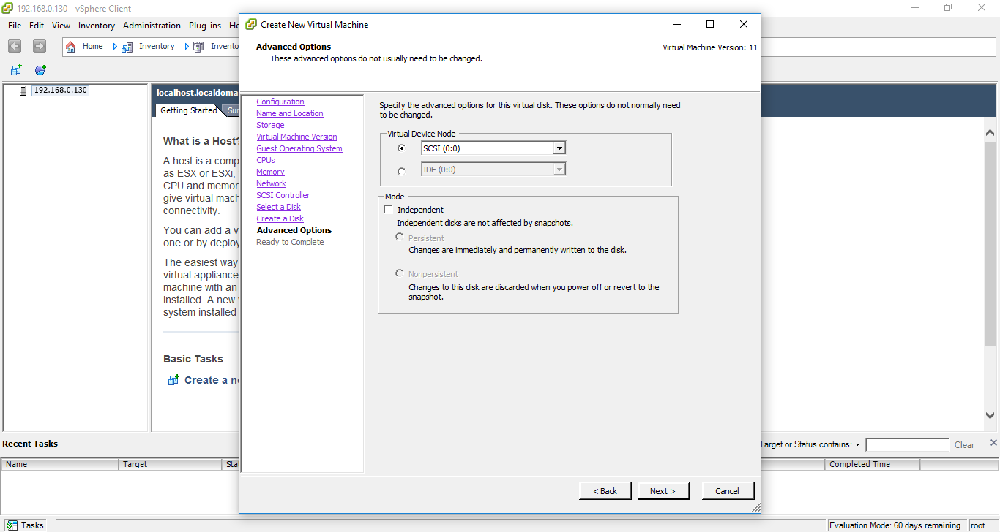 192.168.0.130 - vSphere Client
File Edit View Inventory Administration Plug-ins He
Home Inventory Invento
192.168.0.130
localhost.localdoma
Getting Started Sur
What is a Host?
A host is a comp
as ESX or ESXi,
CPU and memor
give virtual mach
connectivity.
You can add a v
one or by deploy
The easiest way
virtual appliance
machine with an
installed. A new
system installed
Basic Tasks
Create a ne
Create New Virtual Machine
Advanced Options
These advanced options do not usually need to be changed.
Virtual Machine Version: 11
Configuration
Name and Location
Storage
Virtual Machine Version
Guest Operating System
CPUs
Memory
Network
SCSI Controller
Select a Disk
Create a Disk
Advanced Options
Ready to Complete
Specify the advanced options for this virtual disk. These options do not normally need
to be changed.
Virtual Device Node
SCSI (0:0)
IDE (0:0)
Mode
Independent
Independent disks are not affected by snapshots.
Persistent
Changes are immediately and permanently written to the disk.
Nonpersistent
Changes to this disk are discarded when you power off or revert to the
snapshot.
< Back Next > Cancel
Recent Tasks
Target or Status contains: Clear
Name Target Sta Completed Time
Tasks
Evaluation Mode: 60 days remaining root